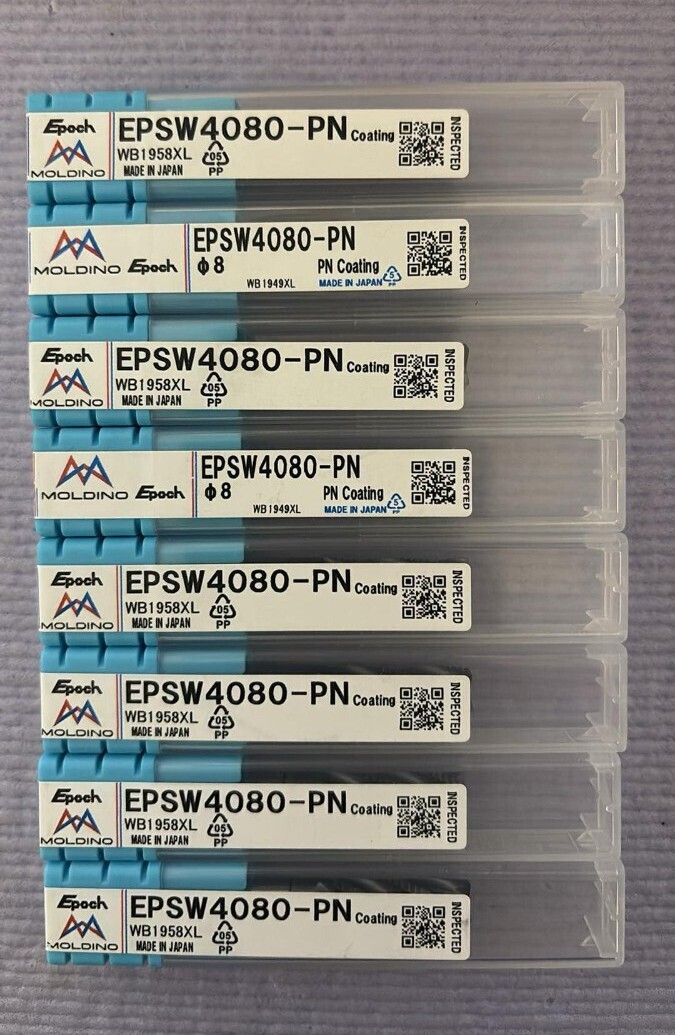 Epoch
MOLDINO
EPSW4080-PN Coating
WB1958XL 05 PP
MADE IN JAPAN
INSPECTED
MOLDINO Epoch
EPSW4080-PN
Φ8 PN Coating 5 PP
WB1949XL MADE IN JAPAN
INSPECTED
Epoch
MOLDINO
EPSW4080-PN Coating
WB1958XL 05 PP
MADE IN JAPAN
INSPECTED
MOLDINO Epoch
EPSW4080-PN
Φ8 PN Coating 5 PP
WB1949XL MADE IN JAPAN
INSPECTED
Epoch
MOLDINO
EPSW4080-PN Coating
WB1958XL 05 PP
MADE IN JAPAN
INSPECTED
Epoch
MOLDINO
EPSW4080-PN Coating
WB1958XL 05 PP
MADE IN JAPAN
INSPECTED
Epoch
MOLDINO
EPSW4080-PN Coating
WB1958XL 05 PP
MADE IN JAPAN
INSPECTED
Epoch
MOLDINO
EPSW4080-PN Coating
WB1958XL 05 PP
MADE IN JAPAN
INSPECTED